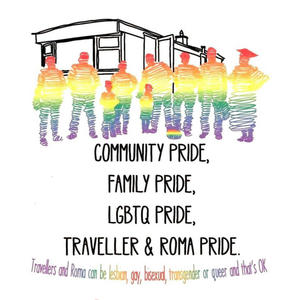 COMMUNITY PRIDE,
FAMILY PRIDE,
LGBTQ PRIDE,
TRAVELLER & ROMA PRIDE.
Travellers and Roma can be lesbian, gay, bisexual, transgender or queer and that's OK